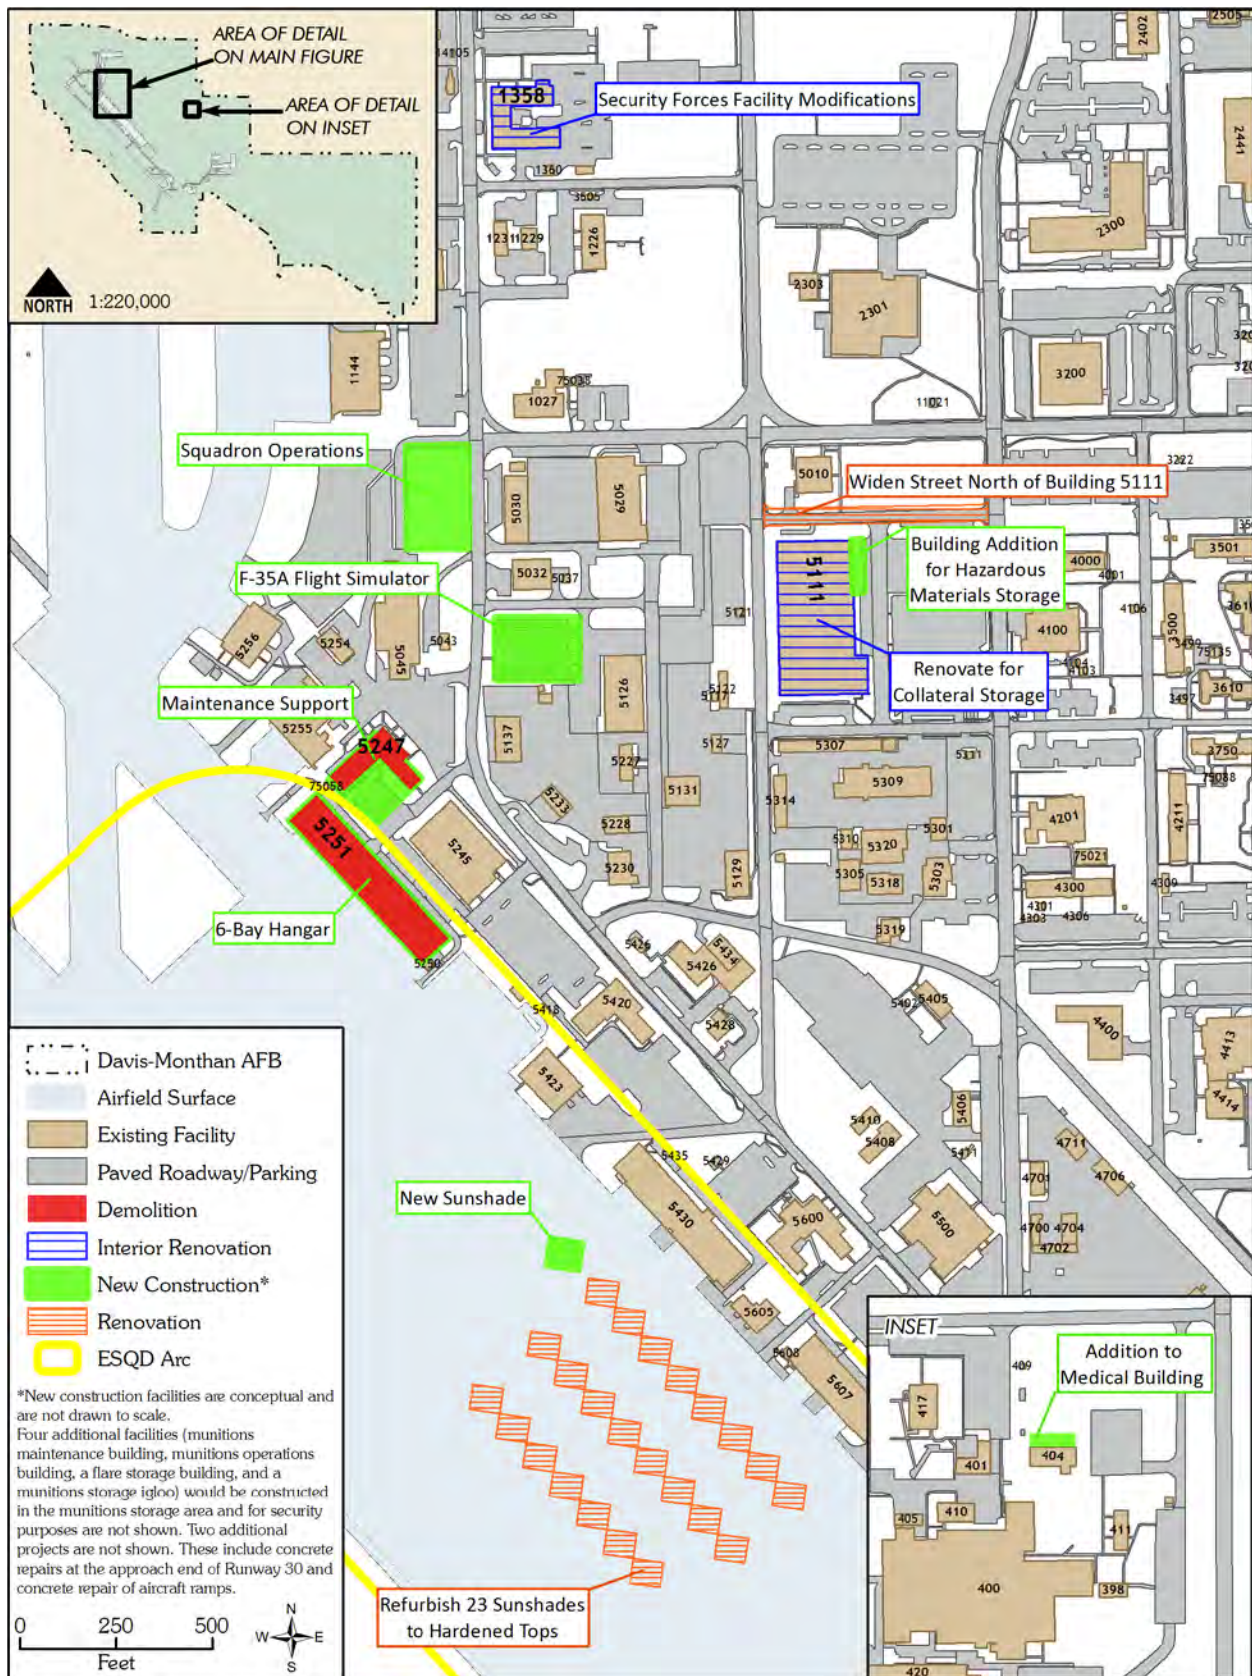 AREA OF DETAIL
ON MAIN FIGURE
AREA OF DETAIL
ON INSET
NORTH 1:220,000
14105
2402
2505
1358
Security Forces Facility Modifications
2441
1360
3505
1229
1226
2300
2303
2301
1144
3200
75038
1027
11021
Squadron Operations
5030
5029
5010
3222
Widen Street North of Building 5111
F-35A Flight Simulator
5032
5037
5111
Building Addition
for Hazardous
Materials Storage
4000
4001
3501
5256
5254
5045
5043
5121
4100
4106
3500
3499
75135
4104
4103
Maintenance Support
5126
5122
5117
Renovate for
Collateral Storage
3610
3497
5255
5247
5137
5127
5227
5307
5311
3750
75088
75058
5251
5233
5131
5314
5309
4211
5245
5228
5310
5320
5301
4201
75021
5230
5129
5305
5318
5303
4300
4309
4301
4303
4306
6-Bay Hangar
5250
5319
5426
5426
5434
5418
5420
5428
5402
5405
4400
4413
4414
5423
5406
5410
5408
5471
4711
4706
4701
5435
5429
New Sunshade
5430
5600
5500
4700
4704
4702
5605
5608
5607
Davis-Monthan AFB
Airfield Surface
Existing Facility
Paved Roadway/Parking
Demolition
Interior Renovation
New Construction*
Renovation
ESQD Arc
*New construction facilities are conceptual and
are not drawn to scale.
Four additional facilities (munitions
maintenance building, munitions operations
building, a flare storage building, and a
munitions storage igloo) would be constructed
in the munitions storage area and for security
purposes are not shown. Two additional
projects are not shown. These include concrete
repairs at the approach end of Runway 30 and
concrete repair of aircraft ramps.
0 250 500
Feet
N
W E
S
Refurbish 23 Sunshades
to Hardened Tops
INSET
Addition to
Medical Building
409
417
404
401
405
410
411
400
398
420